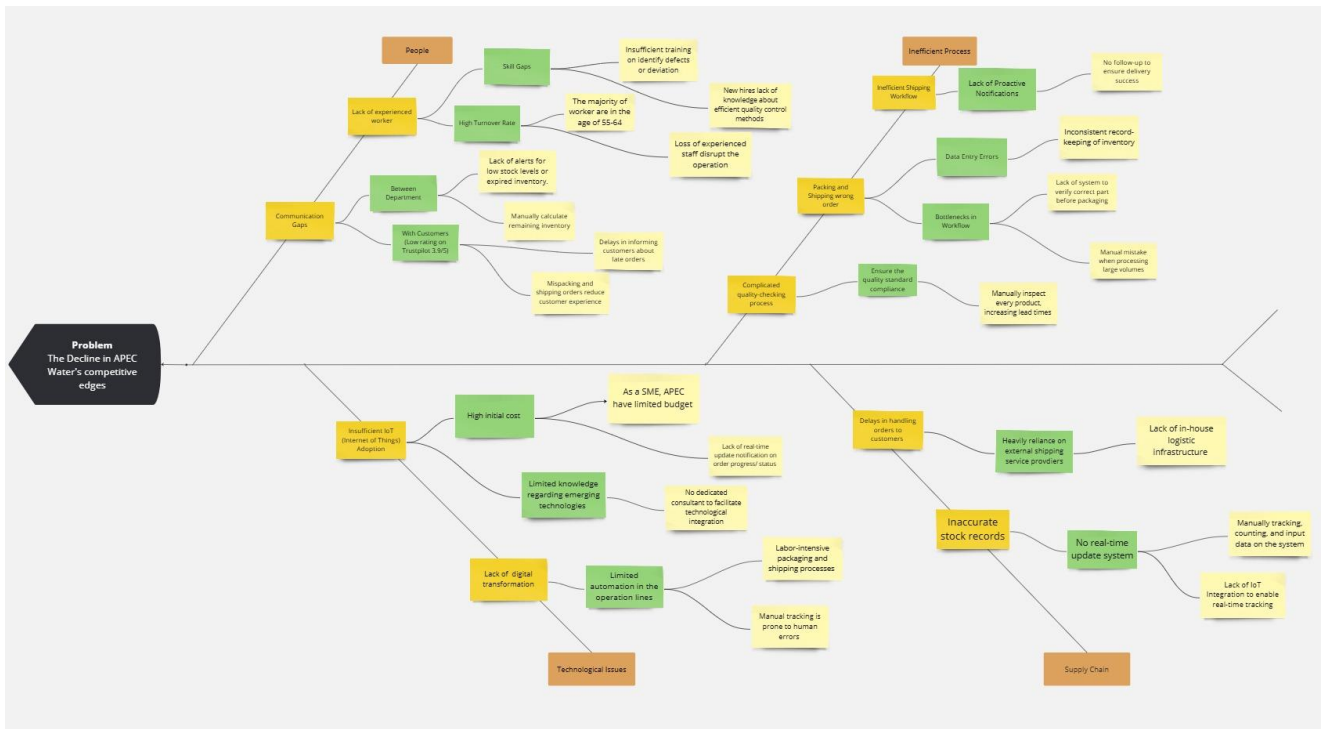 Problem
The Decline in APEC
Water's competitive
edges
People
Lack of experienced
worker
Skill Gaps
Insufficient training
on identify defects
or deviation
New hires lack of
knowledge about
efficient quality control
methods
High Turnover Rate
The majority of
worker are in the
age of 55-64
Loss of experienced
staff disrupt the
operation
Communication
Gaps
Between
Department
Lack of alerts for
low stock levels or
expired inventory.
Manually calculate
remaining inventory
With Customers
(Low rating on
Trustpilot 3.9/5)
Delays in informing
customers about
late orders
Mispacking and
shipping orders reduce
customer experience
Inefficient Process
Inefficient Shipping
Workflow
Lack of Proactive
Notifications
No follow-up to
ensure delivery
success
Packing and
Shipping wrong
order
Data Entry Errors
Inconsistent record-
keeping of inventory
Bottlenecks in
Workflow
Lack of system to
verify correct part
before packaging
Manual mistake
when processing
large volumes
Complicated
quality-checking
process
Ensure the
quality standard
compliance
Manually inspect
every product,
increasing lead times
Insufficient IoT
(Internet of Things)
Adoption
High initial cost
As a SME, APEC
have limited budget
Lack of real-time
update notification on
order progress/ status
Limited knowledge
regarding emerging
technologies
No dedicated
consultant to facilitate
technological
integration
Lack of digital
transformation
Limited
automation in the
operation lines
Labor-intensive
packaging and
shipping processes
Manual tracking is
prone to human
errors
Technological Issues
Delays in handling
orders to
customers
Heavily reliance on
external shipping
service provdiers
Lack of in-house
logistic
infrastructure
Inaccurate
stock records
No real-time
update system
Manually tracking,
counting, and input
data on the system
Lack of IoT
Integration to enable
real-time tracking
Supply Chain